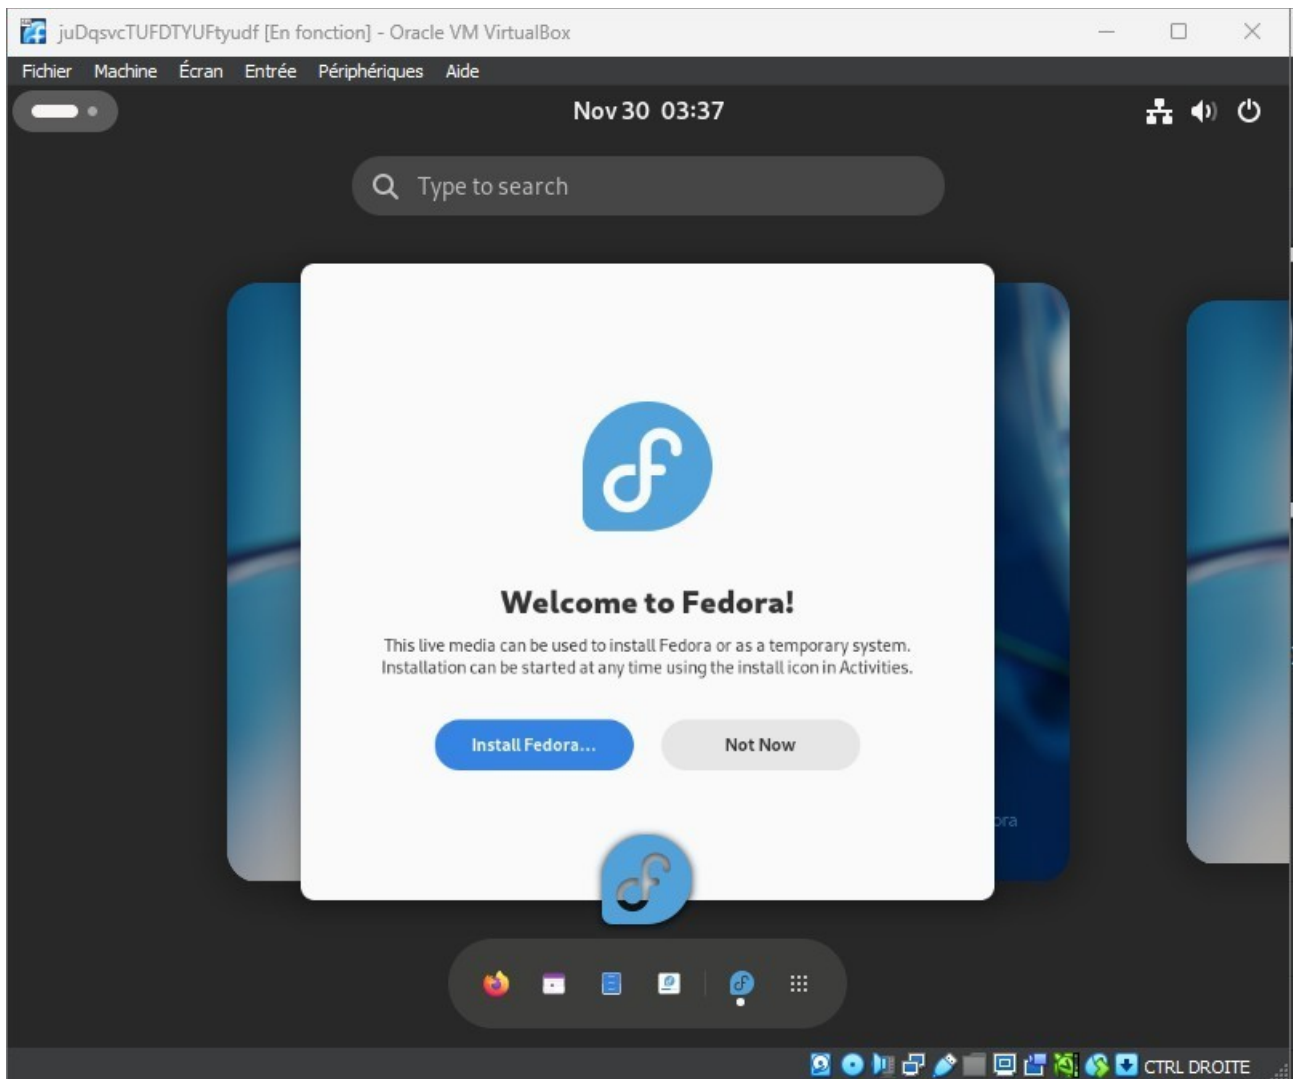 juDqsvcTUFDTYUFtyudf [En fonction] - Oracle VM VirtualBox
Fichier Machine Écran Entrée Périphériques Aide
Nov 30 03:37
Type to search
Welcome to Fedora!
This live media can be used to install Fedora or as a temporary system.
Installation can be started at any time using the install icon in Activities.
Install Fedora... Not Now
ora
CTRL DROITE